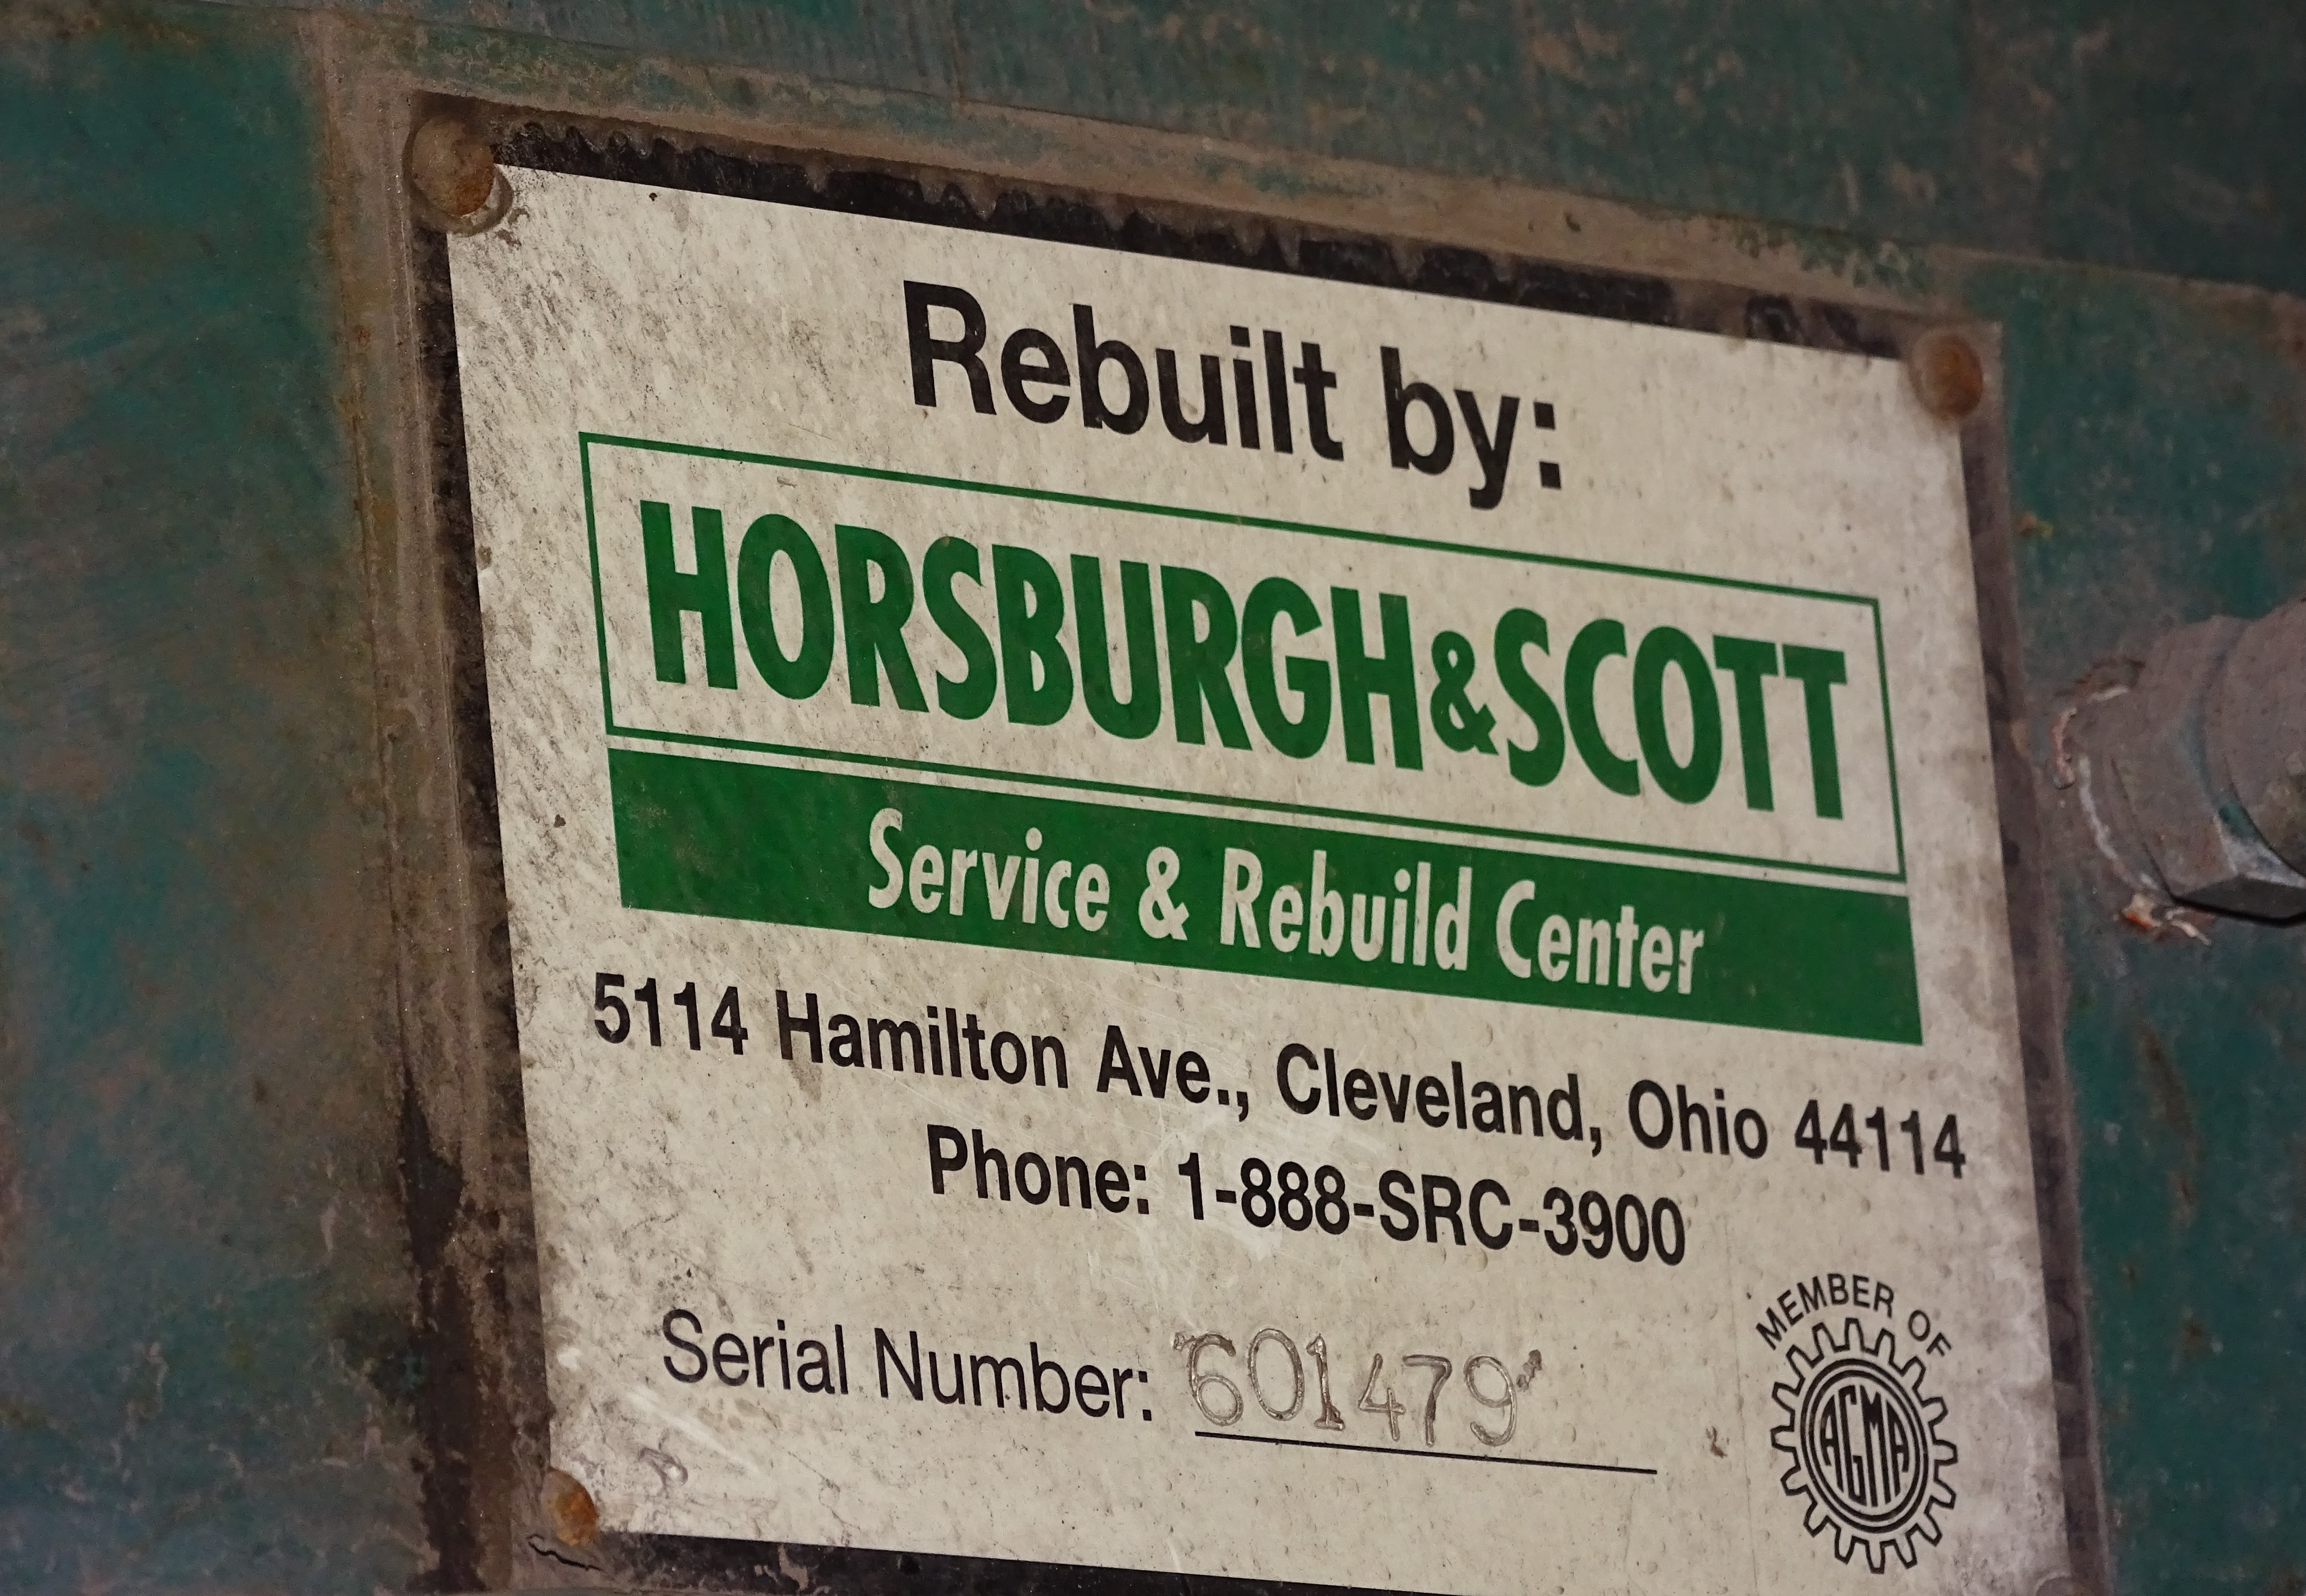 Rebuilt by:
HORSBURGH&SCOTT
Service & Rebuild Center
5114 Hamilton Ave., Cleveland, Ohio 44114
Phone: 1-888-SRC-3900
Serial Number: 601479
MEMBER OF
AGMA